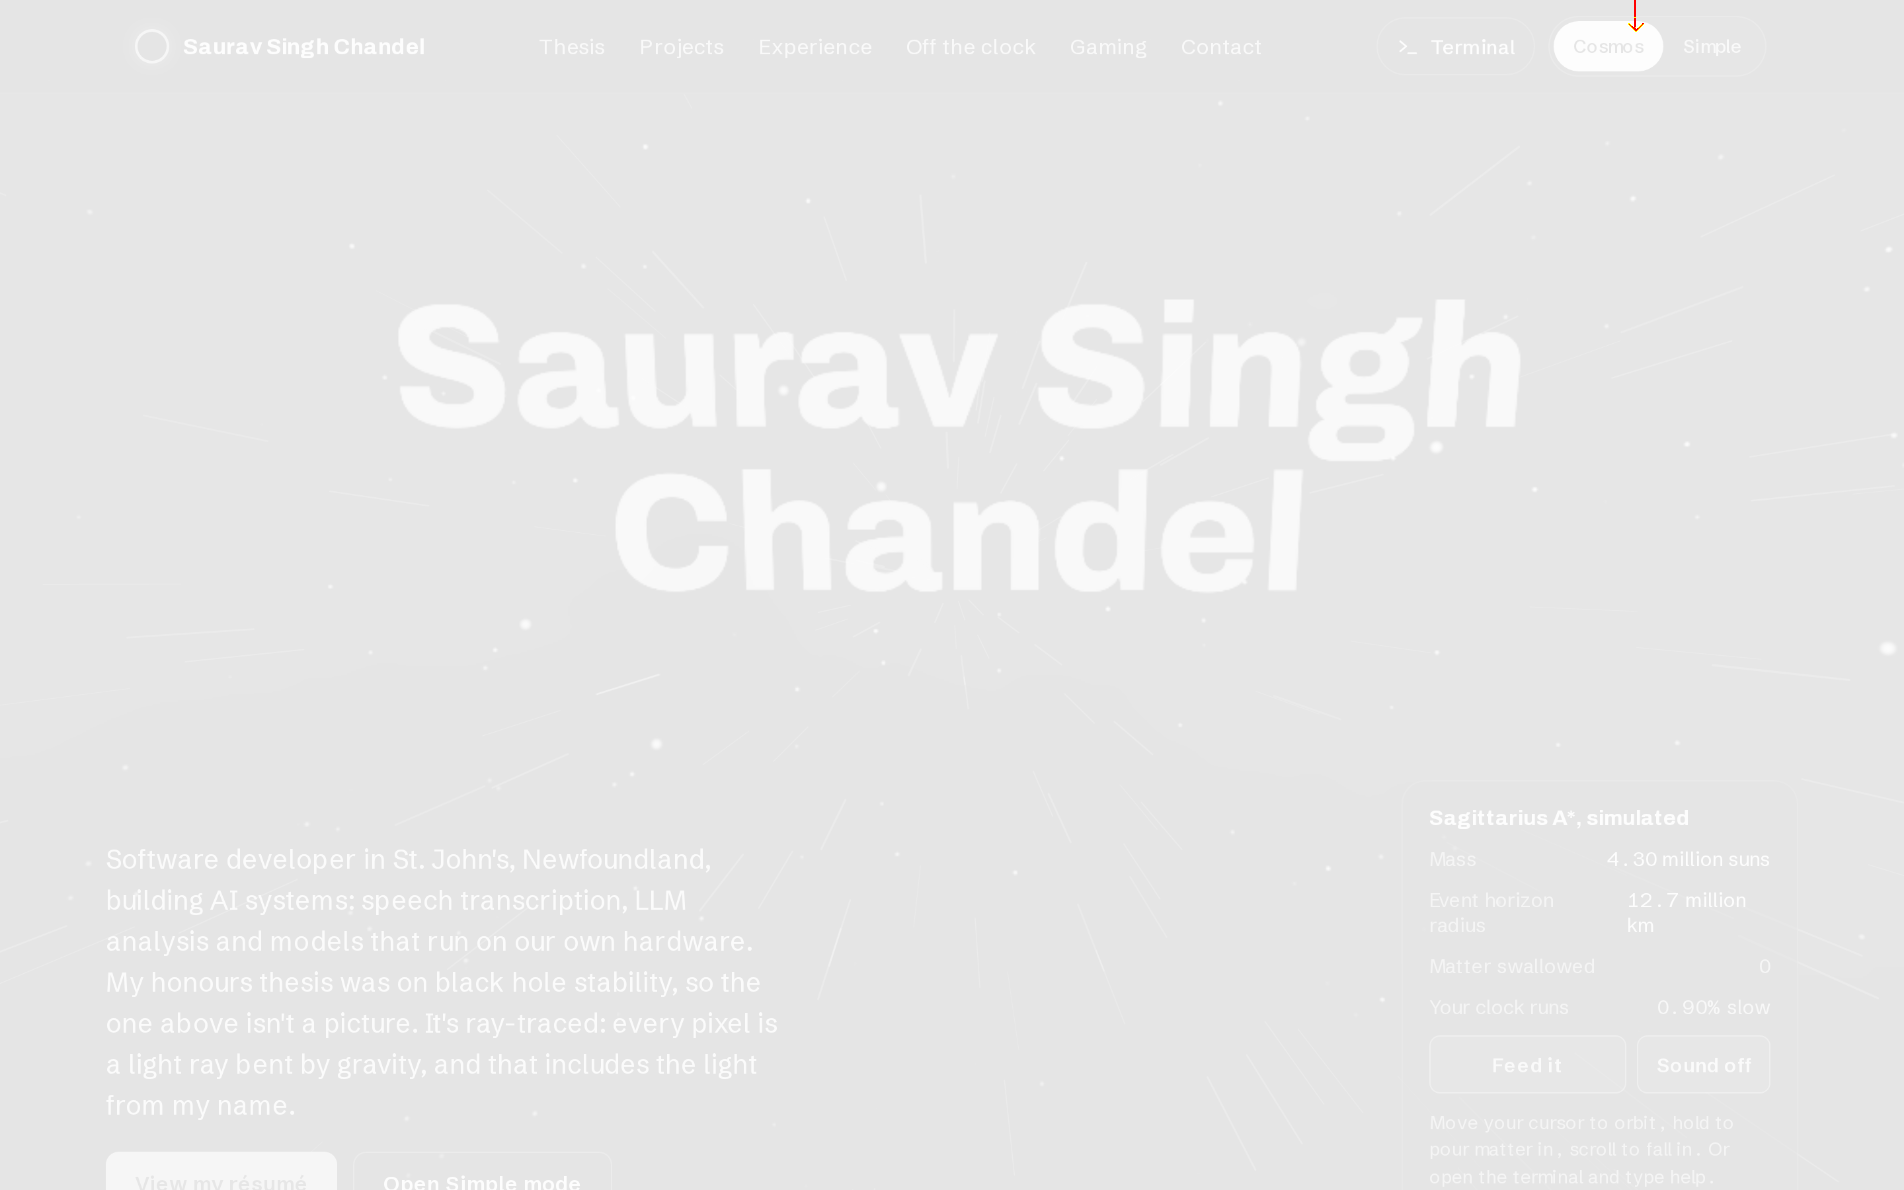 Saurav Singh Chandel
Thesis Projects Experience Off the clock Gaming Contact
>_ Terminal
Cosmos Simple
Saurav Singh
Chandel
Software developer in St. John's, Newfoundland,
building AI systems: speech transcription, LLM
analysis and models that run on our own hardware.
My honours thesis was on black hole stability, so the
one above isn't a picture. It's ray-traced: every pixel is
a light ray bent by gravity, and that includes the light
from my name.
View my résumé Open Simple mode
Sagittarius A*, simulated
Mass 4.30 million suns
Event horizon radius 12.7 million km
Matter swallowed 0
Your clock runs 0.90% slow
Feed it Sound off
Move your cursor to orbit, hold to
pour matter in, scroll to fall in. Or
open the terminal and type help.